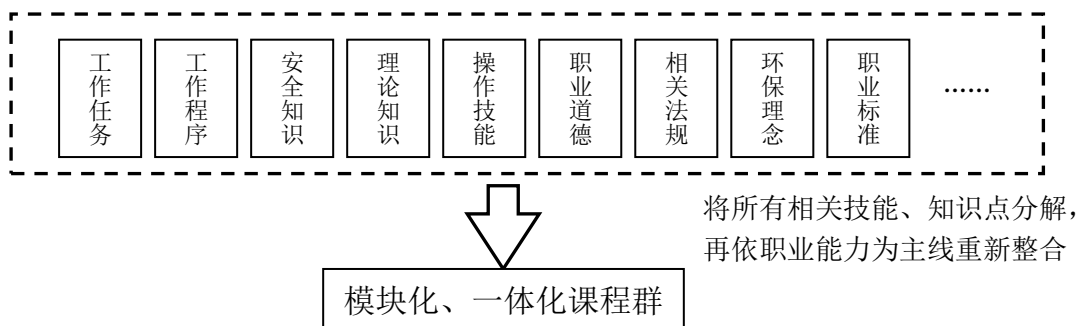 工作任务
工作程序
安全知识
理论知识
操作技能
职业道德
相关法规
环保理念
职业标准
......
将所有相关技能、知识点分解，
再依职业能力为主线重新整合
模块化、一体化课程群